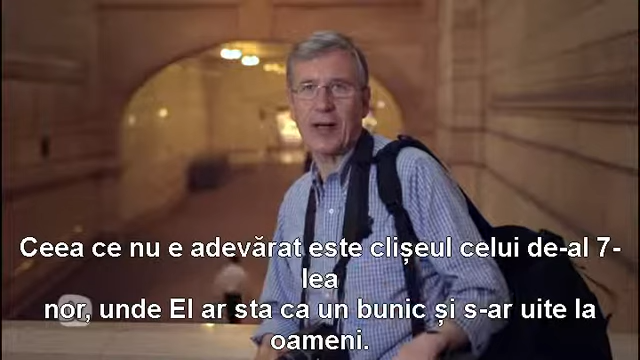 Ceea ce nu e adevărat este clișeul celui de-al 7-
lea
nor, unde El ar sta ca un bunic și s-ar uite la
oameni.